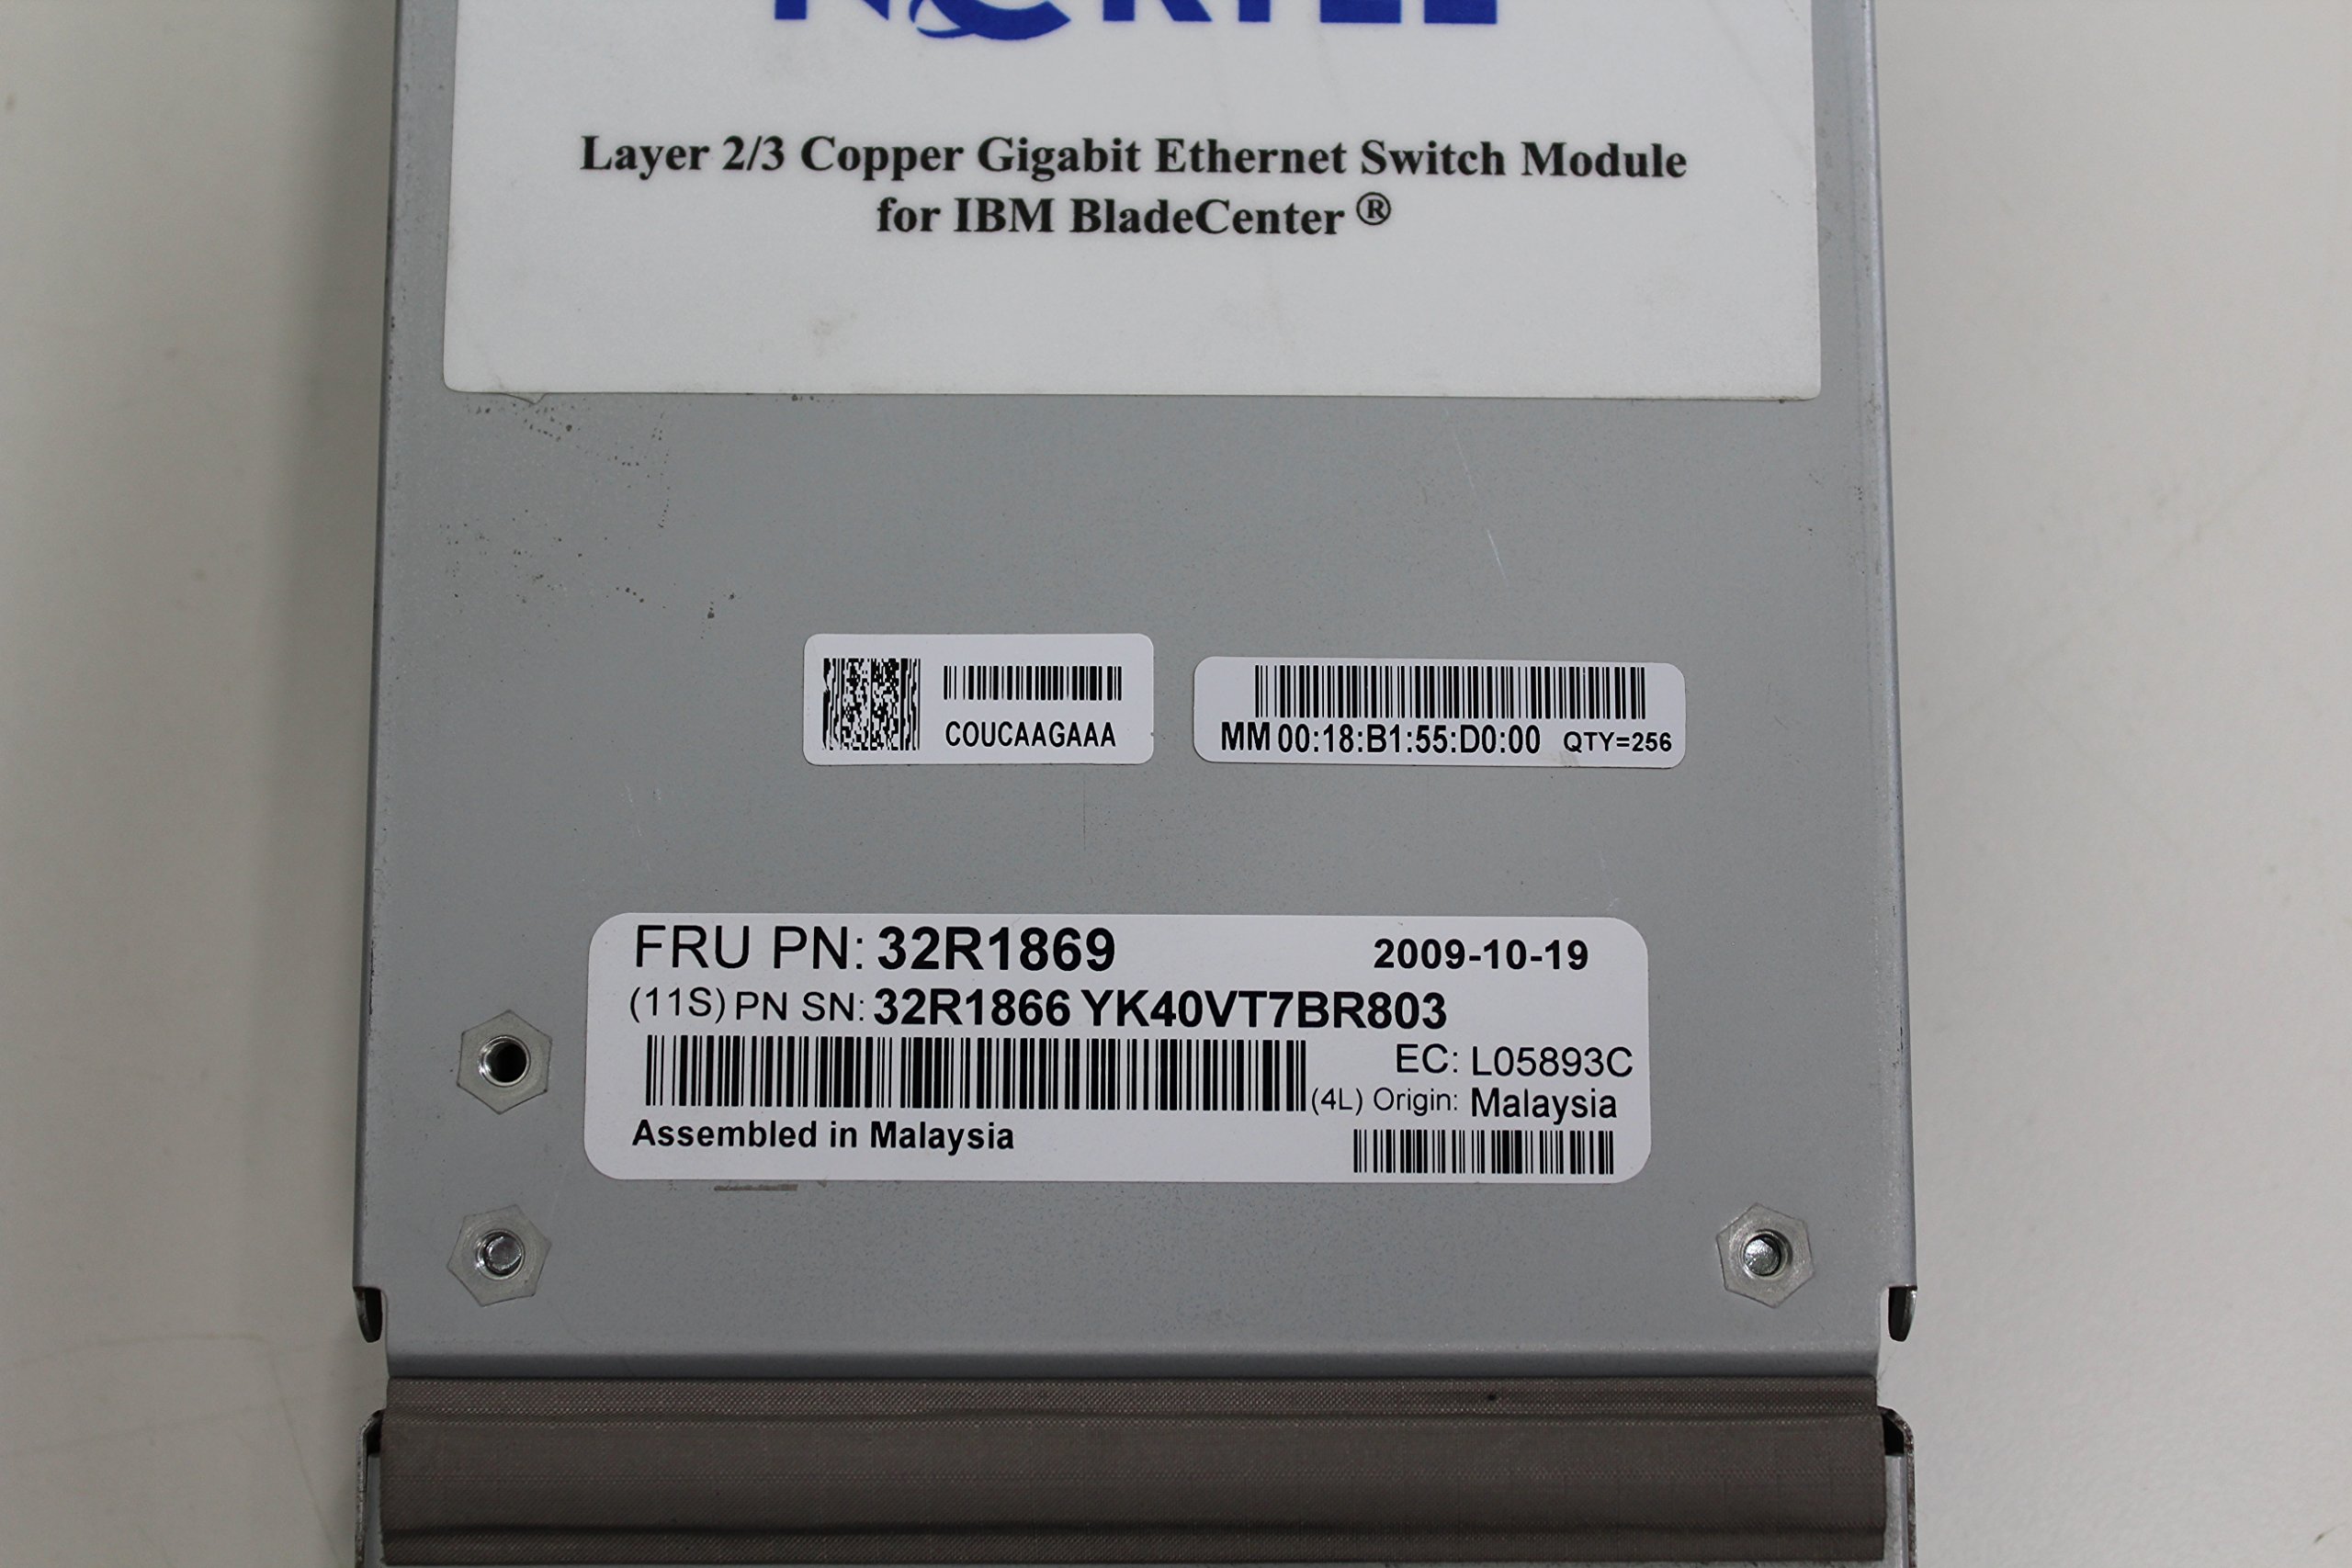 NORTEL
Layer 2/3 Copper Gigabit Ethernet Switch Module
for IBM BladeCenter ®
COUCAAGAAA
MM 00:18:B1:55:D0:00 QTY=256
FRU PN: 32R1869 2009-10-19
(11S) PN SN: 32R1866 YK40VT7BR803
EC: L05893C
(4L) Origin: Malaysia
Assembled in Malaysia